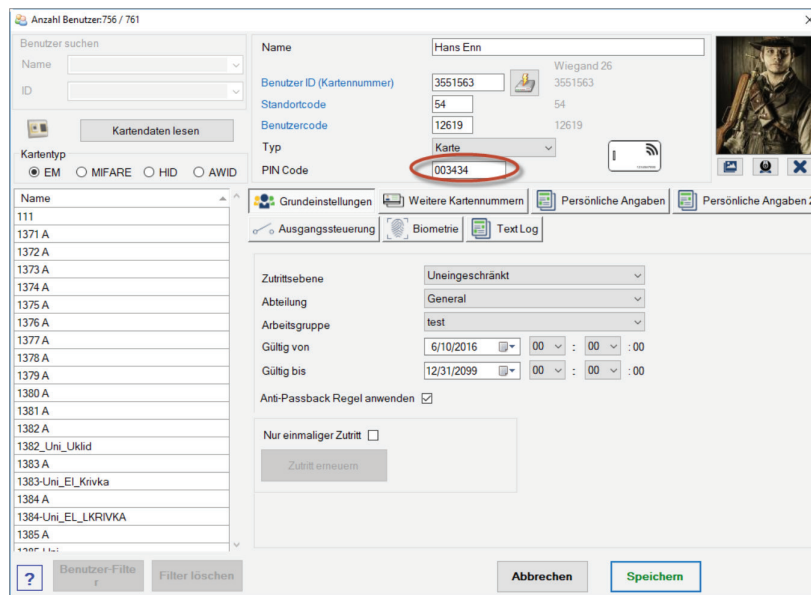 Anzahl Benutzer:756 / 761
Benutzer suchen
Name
ID
Kartendaten lesen
Kartentyp
EM MIFARE HID AWID
Name Hans Enn
Wiegand 26
Benutzer ID (Kartennummer) 3551563 3551563
Standortcode 54 54
Benutzercode 12619 12619
Typ Karte
PIN Code 003434
Name
111
1371 A
1372 A
1373 A
1374 A
1375 A
1376 A
1377 A
1378 A
1379 A
1380 A
1381 A
1382 A
1382_Uni_Uklid
1383 A
1383-Uni_El_Krivka
1384 A
1384-Uni_EL_LKRIVKA
1385 A
Grundeinstellungen Weitere Kartennummern Persönliche Angaben Persönliche Angaben 2
Ausgangssteuerung Biometrie Text Log
Zutrittsebene Uneingeschränkt
Abteilung General
Arbeitsgruppe test
Gültig von 6/10/2016 00 : 00 : 00
Gültig bis 12/31/2099 00 : 00 : 00
Anti-Passback Regel anwenden
Nur einmaliger Zutritt
Zutritt erneuern
? Benutzer-Filte
r
Filter löschen
Abbrechen Speichern